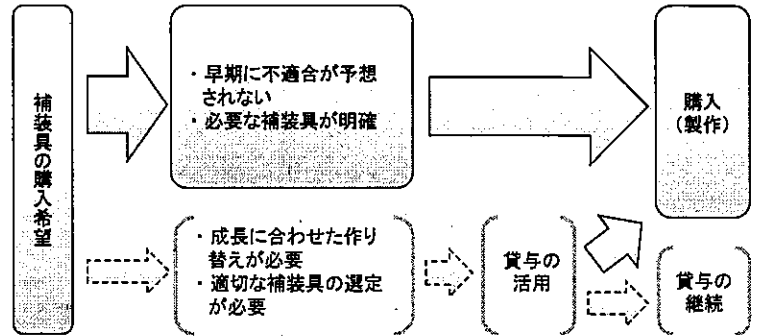 補装具の購入希望
・早期に不適合が予想
されない
・必要な補装具が明確
購入
（製作）
・成長に合わせた作り
替えが必要
・適切な補装具の選定
が必要
貸与の
活用
貸与の
継続